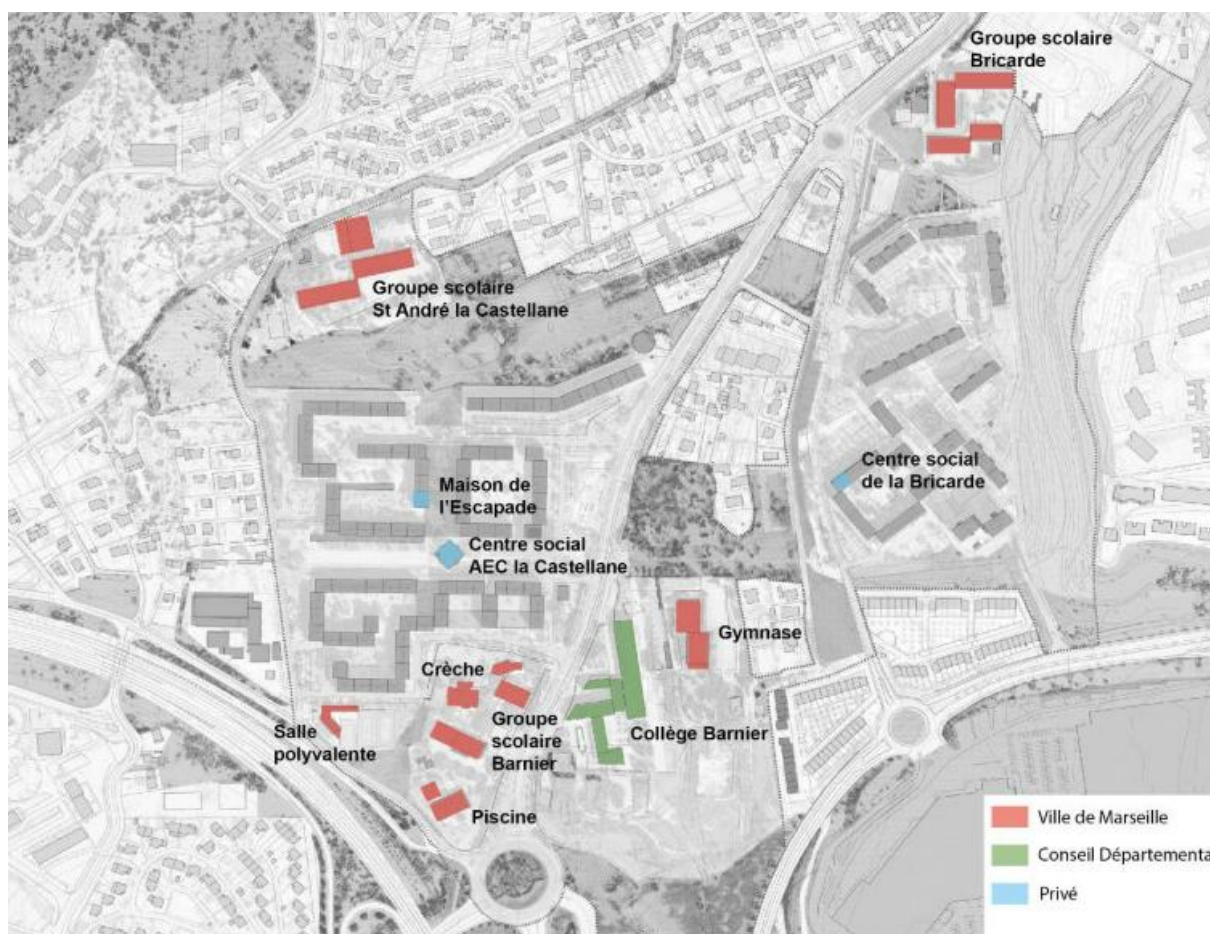 Groupe scolaire
Bricarde
Groupe scolaire
St André la Castellane
Centre social
de la Bricarde
Maison de
l'Escapade
Centre social
AEC la Castellane
Gymnase
Crèche
Groupe
scolaire
Barnier
Collège Barnier
Salle
polyvalente
Piscine
Ville de Marseille
Conseil Départementa
Privé